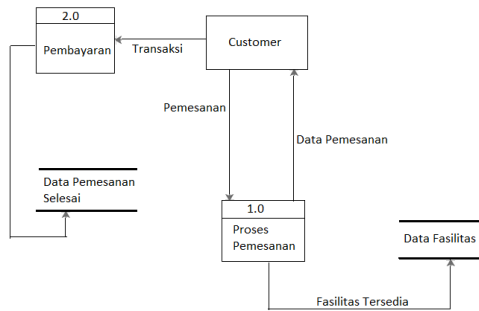 2.0
Pembayaran
Transaksi
Customer
Pemesanan
Data Pemesanan
Data Pemesanan
Selesai
1.0
Proses
Pemesanan
Data Fasilitas
Fasilitas Tersedia